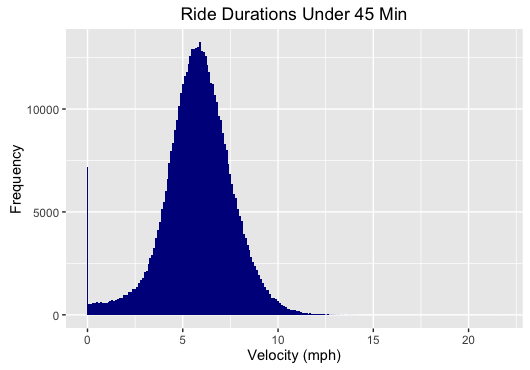 Ride Durations Under 45 Min
Frequency
10000
5000
0
0 5 10 15 20
Velocity (mph)